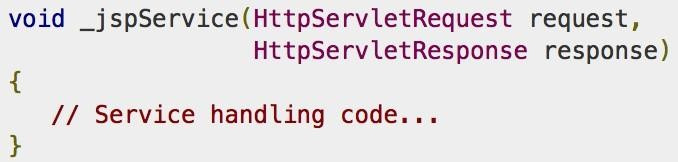 void _jspService(HttpServletRequest request,
HttpServletResponse response)
{
// Service handling code...
}